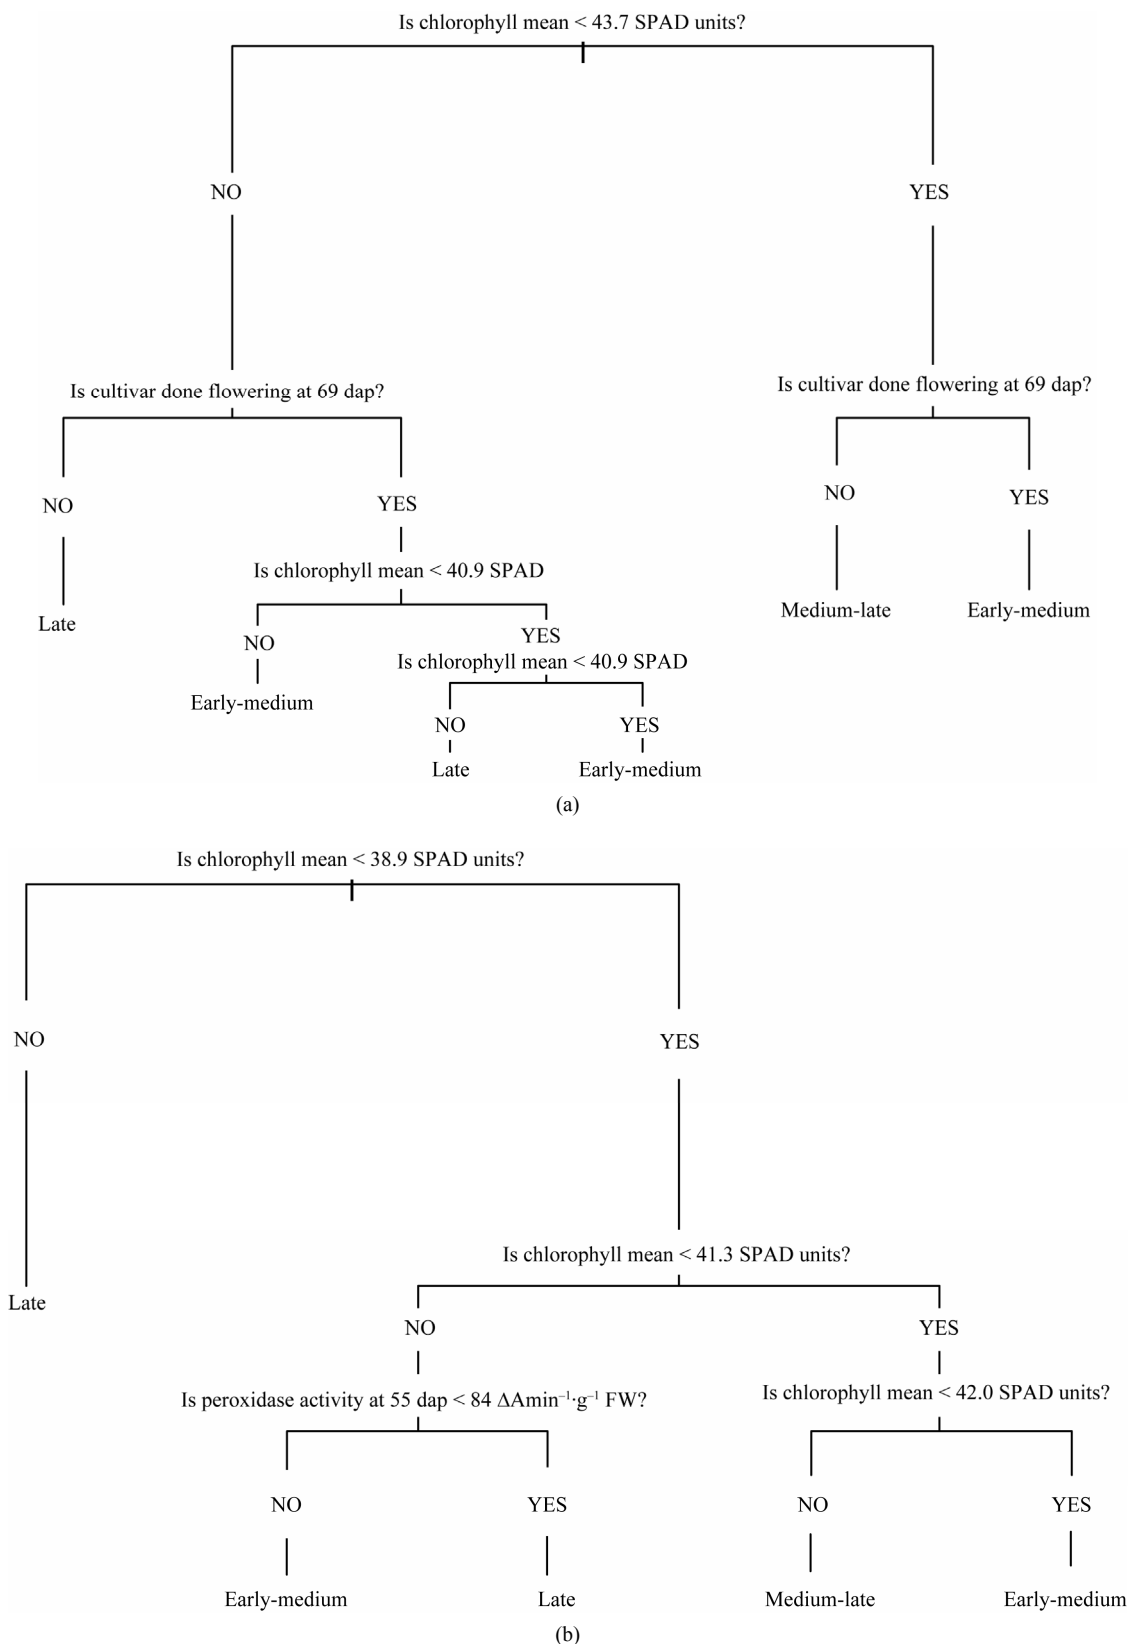 Is chlorophyll mean < 43.7 SPAD units?
NO
YES
Is cultivar done flowering at 69 dap?
Is cultivar done flowering at 69 dap?
NO
YES
NO
YES
Is chlorophyll mean < 40.9 SPAD
Late
NO
YES
Medium-late
Early-medium
Is chlorophyll mean < 40.9 SPAD
Early-medium
NO
YES
Late
Early-medium
(a)
Is chlorophyll mean < 38.9 SPAD units?
NO
YES
Is chlorophyll mean < 41.3 SPAD units?
Late
NO
YES
Is peroxidase activity at 55 dap < 84 ΔAmin⁻¹·g⁻¹ FW?
Is chlorophyll mean < 42.0 SPAD units?
NO
YES
NO
YES
Early-medium
Late
Medium-late
Early-medium
(b)